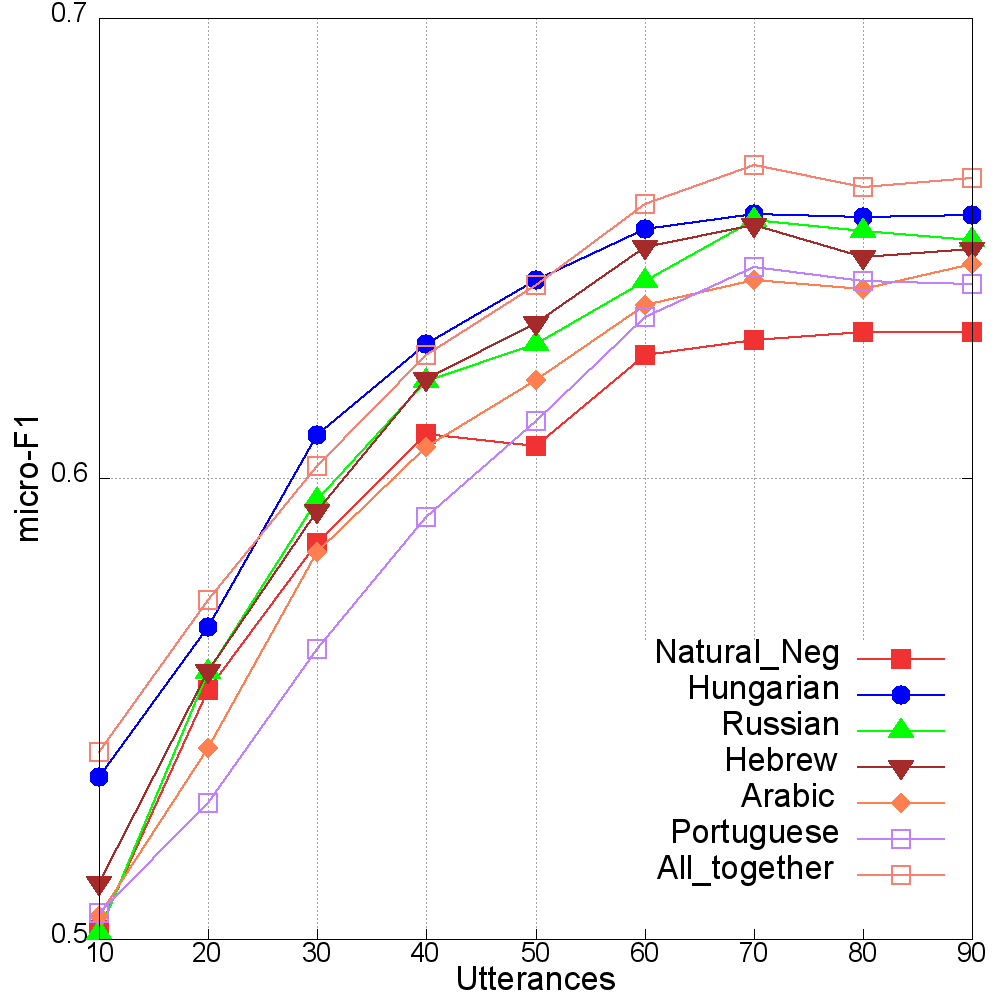 0.7
0.6
0.5
micro-F1
Natural_Neg
Hungarian
Russian
Hebrew
Arabic
Portuguese
All_together
10 20 30 40 50 60 70 80 90
Utterances